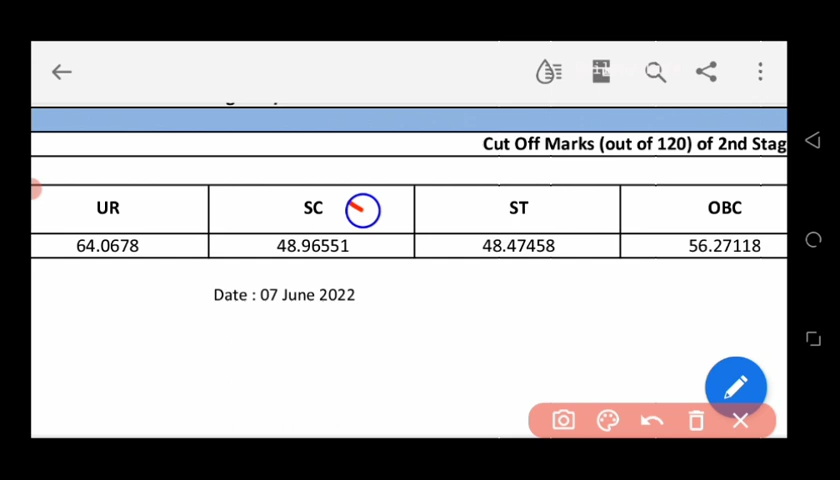 Cut Off Marks (out of 120) of 2nd Stag
UR SC ST OBC
64.0678 48.96551 48.47458 56.27118
Date : 07 June 2022